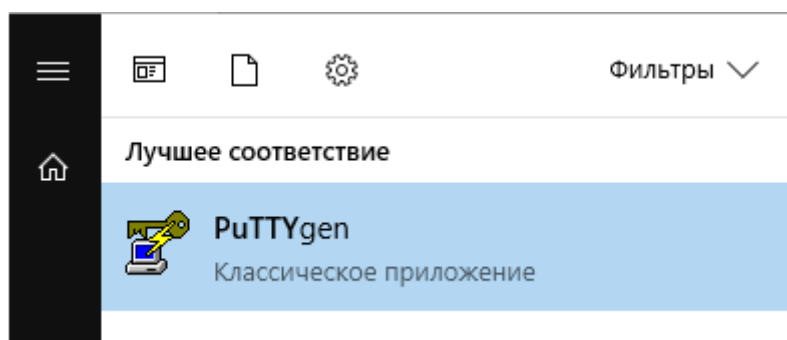 Фильтры
Лучшее соответствие
PuTTYgen
Классическое приложение